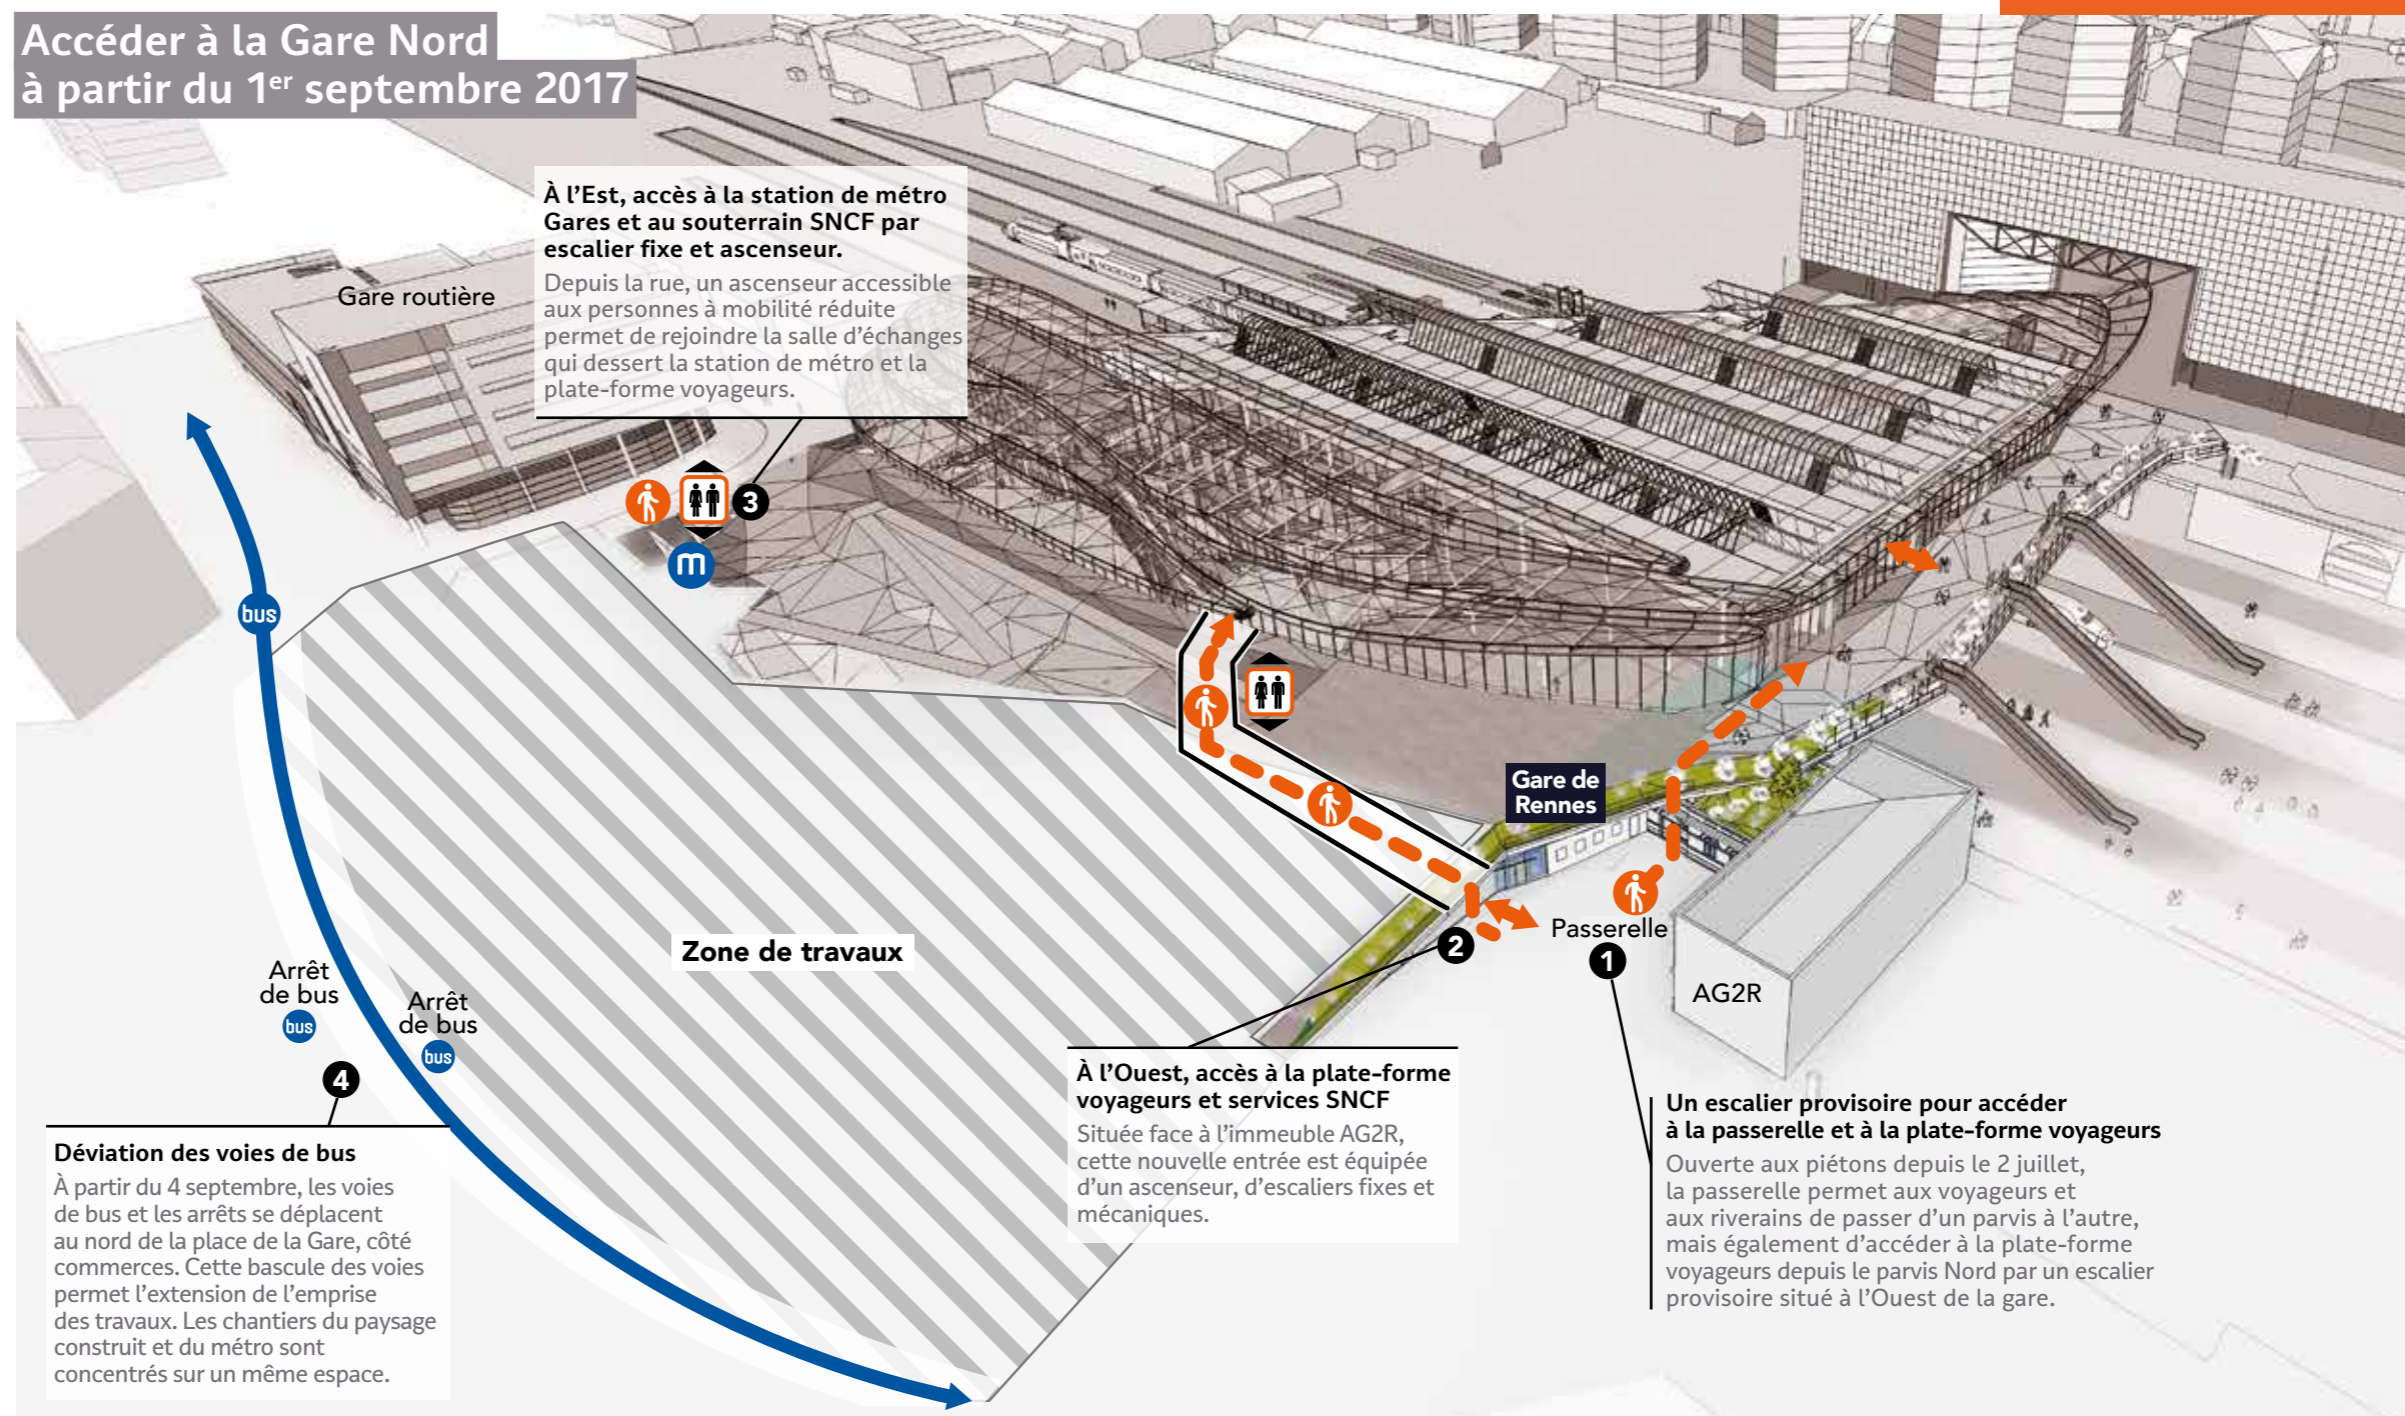 Accéder à la Gare Nord
à partir du 1er septembre 2017
À l'Est, accès à la station de métro
Gares et au souterrain SNCF par
escalier fixe et ascenseur.
Depuis la rue, un ascenseur accessible
aux personnes à mobilité réduite
permet de rejoindre la salle d'échanges
qui dessert la station de métro et la
plate-forme voyageurs.
Gare routière
3
m
bus
Gare de
Rennes
Passerelle
2
1
AG2R
Zone de travaux
Arrêt
de bus
bus
Arrêt
de bus
bus
4
À l'Ouest, accès à la plate-forme
voyageurs et services SNCF
Située face à l'immeuble AG2R,
cette nouvelle entrée est équipée
d'un ascenseur, d'escaliers fixes et
mécaniques.
Un escalier provisoire pour accéder
à la passerelle et à la plate-forme voyageurs
Ouverte aux piétons depuis le 2 juillet,
la passerelle permet aux voyageurs et
aux riverains de passer d'un parvis à l'autre,
mais également d'accéder à la plate-forme
voyageurs depuis le parvis Nord par un escalier
provisoire situé à l'Ouest de la gare.
Déviation des voies de bus
À partir du 4 septembre, les voies
de bus et les arrêts se déplacent
au nord de la place de la Gare, côté
commerces. Cette bascule des voies
permet l'extension de l'emprise
des travaux. Les chantiers du paysage
construit et du métro sont
concentrés sur un même espace.